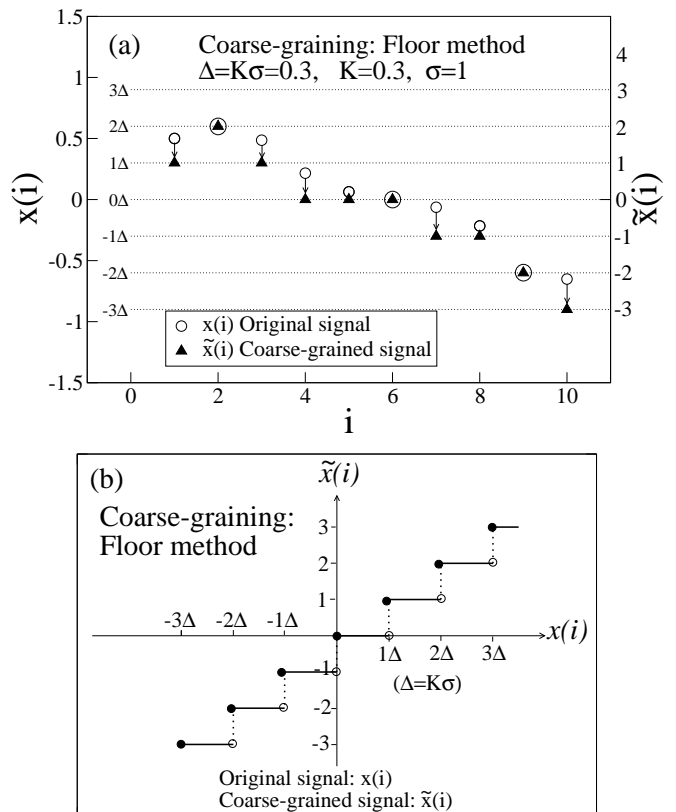 (a)
Coarse-graining: Floor method
Δ=Kσ=0.3, K=0.3, σ=1
1.5
1
0.5
0
-0.5
-1
-1.5
x(i)
3Δ
2Δ
1Δ
0Δ
-1Δ
-2Δ
-3Δ
4
3
2
1
0
-1
-2
-3
x̃(i)
x(i) Original signal
x̃(i) Coarse-grained signal
0 2 4 6 8 10
i
(b)
x̃(i)
Coarse-graining:
Floor method
3
2
1
-3Δ -2Δ -1Δ
x(i)
1Δ 2Δ 3Δ
(Δ=Kσ)
-1
-2
-3
Original signal: x(i)
Coarse-grained signal: x̃(i)